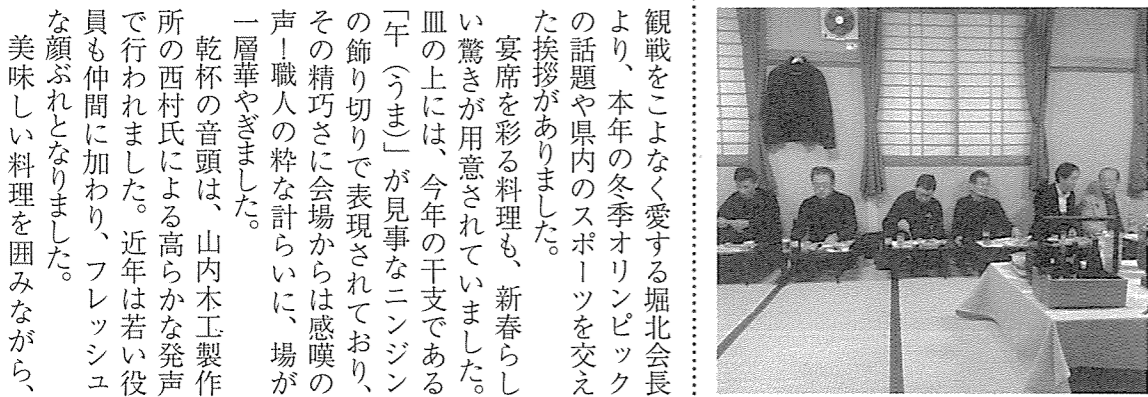 観戦をこよなく愛する堀北会長
より、本年の冬季オリンピック
の話題や県内のスポーツを交え
た挨拶がありました。
宴席を彩る料理も、新春らし
い驚きが用意されていました。
皿の上には、今年の干支である
「午（うま）」が見事なニンジン
の飾り切りで表現されており、
その精巧さに会場からは感嘆の
声！職人の粋な計らいに、場が
一層華やぎました。
乾杯の音頭は、山内木工製作
所の西村氏による高らかな発声
で行われました。近年は若い役
員も仲間に加わり、フレッシュ
な顔ぶれとなりました。
美味しい料理を囲みながら、